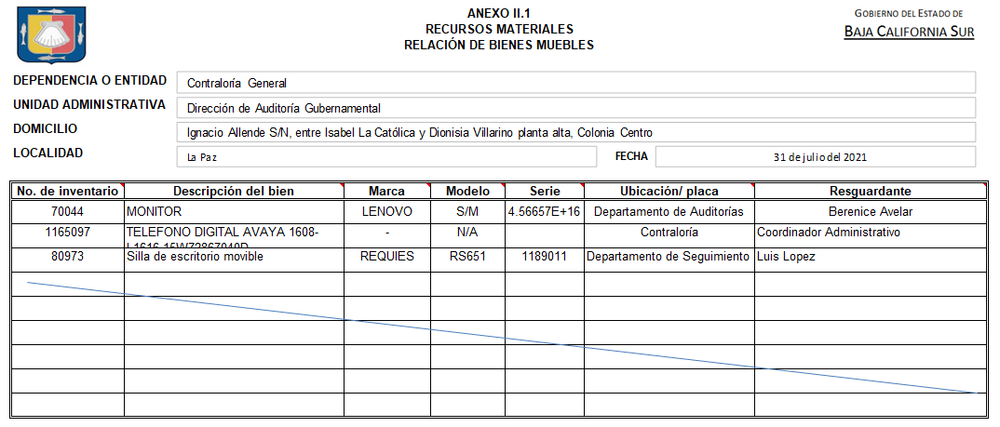 ANEXO II.1
RECURSOS MATERIALES
RELACIÓN DE BIENES MUEBLES
GOBIERNO DEL ESTADO DE
BAJA CALIFORNIA SUR
DEPENDENCIA O ENTIDAD Contraloría General
UNIDAD ADMINISTRATIVA Dirección de Auditoría Gubernamental
DOMICILIO Ignacio Allende S/N, entre Isabel La Católica y Dionisia Villarino planta alta, Colonia Centro
LOCALIDAD La Paz FECHA 31 de julio del 2021
No. de inventario Descripción del bien Marca Modelo Serie Ubicación/ placa Resguardante
70044 MONITOR LENOVO S/M 4.56657E+16 Departamento de Auditorías Berenice Avelar
1165097 TELEFONO DIGITAL AVAYA 1608- - N/A Contraloría Coordinador Administrativo
80973 Silla de escritorio movible REQUIES RS651 1189011 Departamento de Seguimiento Luis Lopez